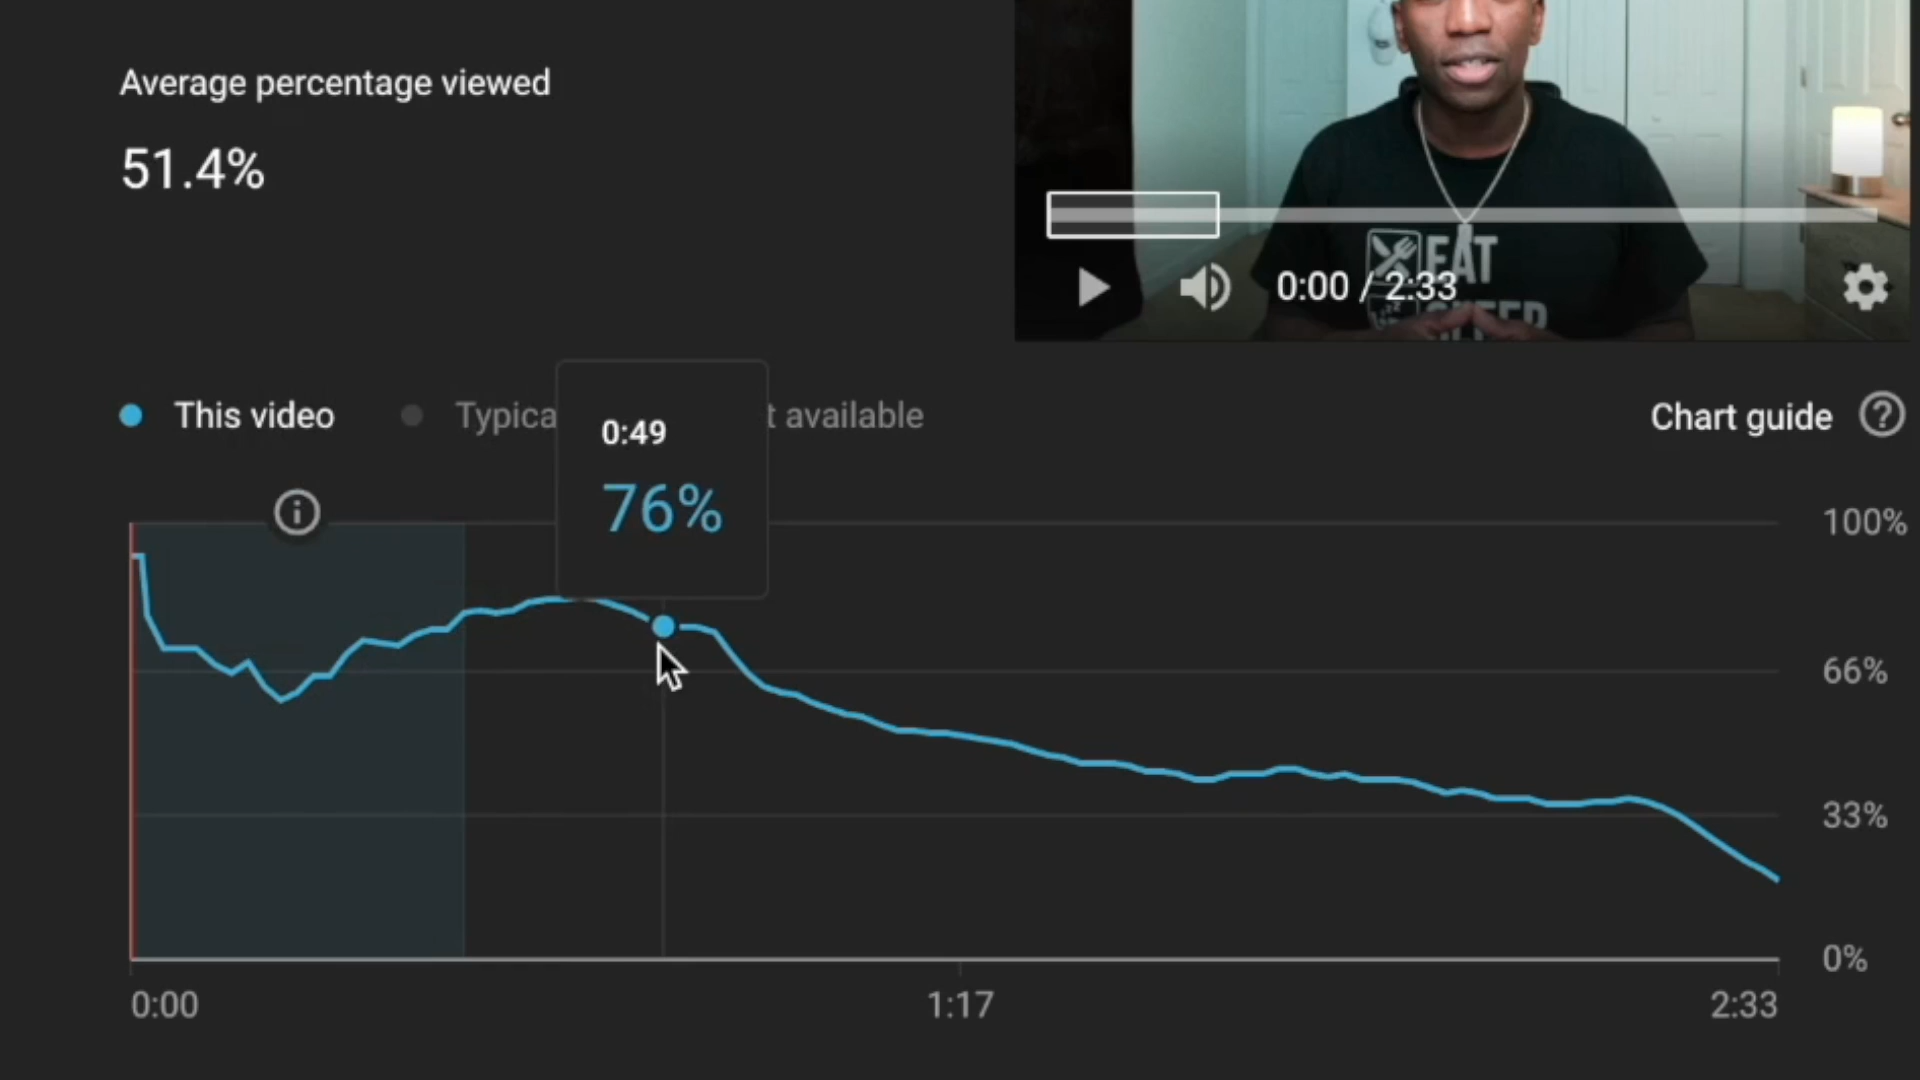 Average percentage viewed
51.4%
EAT
0:00 / 2:33
This video
Typica
t available
0:49
76%
Chart guide
100%
66%
33%
0%
0:00
1:17
2:33